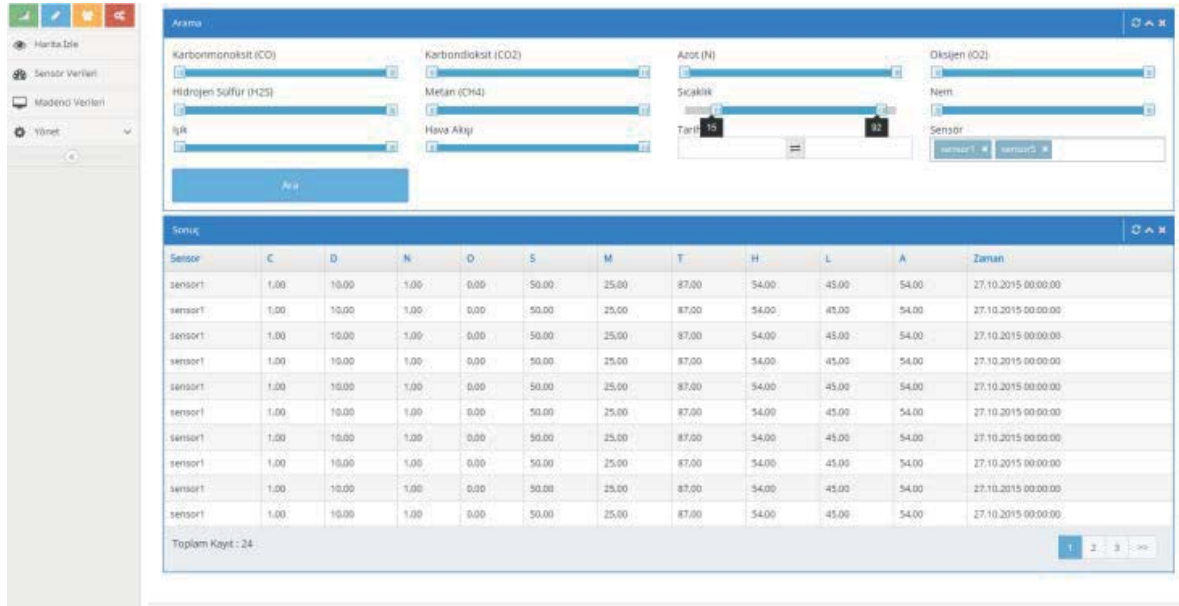 Harita İzle
Sensör Verileri
Madenci Verileri
Yönet
Arama
Karbonmonoksit (CO)
Karbondioksit (CO2)
Azot (N)
Oksijen (O2)
Hidrojen Sülfür (H2S)
Metan (CH4)
Sıcaklık
Nem
Işık
Hava Akışı
Tarih
15
92
Sensör
sensor1 ×
sensor5 ×
Ara
Sonuç
Sensor C D N O S M T H L A Zaman
sensor1 1,00 10,00 1,00 0,00 50,00 25,00 87,00 54,00 45,00 54,00 27.10.2015 00:00:00
sensor1 1,00 10,00 1,00 0,00 50,00 25,00 87,00 54,00 45,00 54,00 27.10.2015 00:00:00
sensor1 1,00 10,00 1,00 0,00 50,00 25,00 87,00 54,00 45,00 54,00 27.10.2015 00:00:00
sensor1 1,00 10,00 1,00 0,00 50,00 25,00 87,00 54,00 45,00 54,00 27.10.2015 00:00:00
sensor1 1,00 10,00 1,00 0,00 50,00 25,00 87,00 54,00 45,00 54,00 27.10.2015 00:00:00
sensor1 1,00 10,00 1,00 0,00 50,00 25,00 87,00 54,00 45,00 54,00 27.10.2015 00:00:00
sensor1 1,00 10,00 1,00 0,00 50,00 25,00 87,00 54,00 45,00 54,00 27.10.2015 00:00:00
sensor1 1,00 10,00 1,00 0,00 50,00 25,00 87,00 54,00 45,00 54,00 27.10.2015 00:00:00
sensor1 1,00 10,00 1,00 0,00 50,00 25,00 87,00 54,00 45,00 54,00 27.10.2015 00:00:00
sensor1 1,00 10,00 1,00 0,00 50,00 25,00 87,00 54,00 45,00 54,00 27.10.2015 00:00:00
Toplam Kayıt : 24
1 2 3 >>